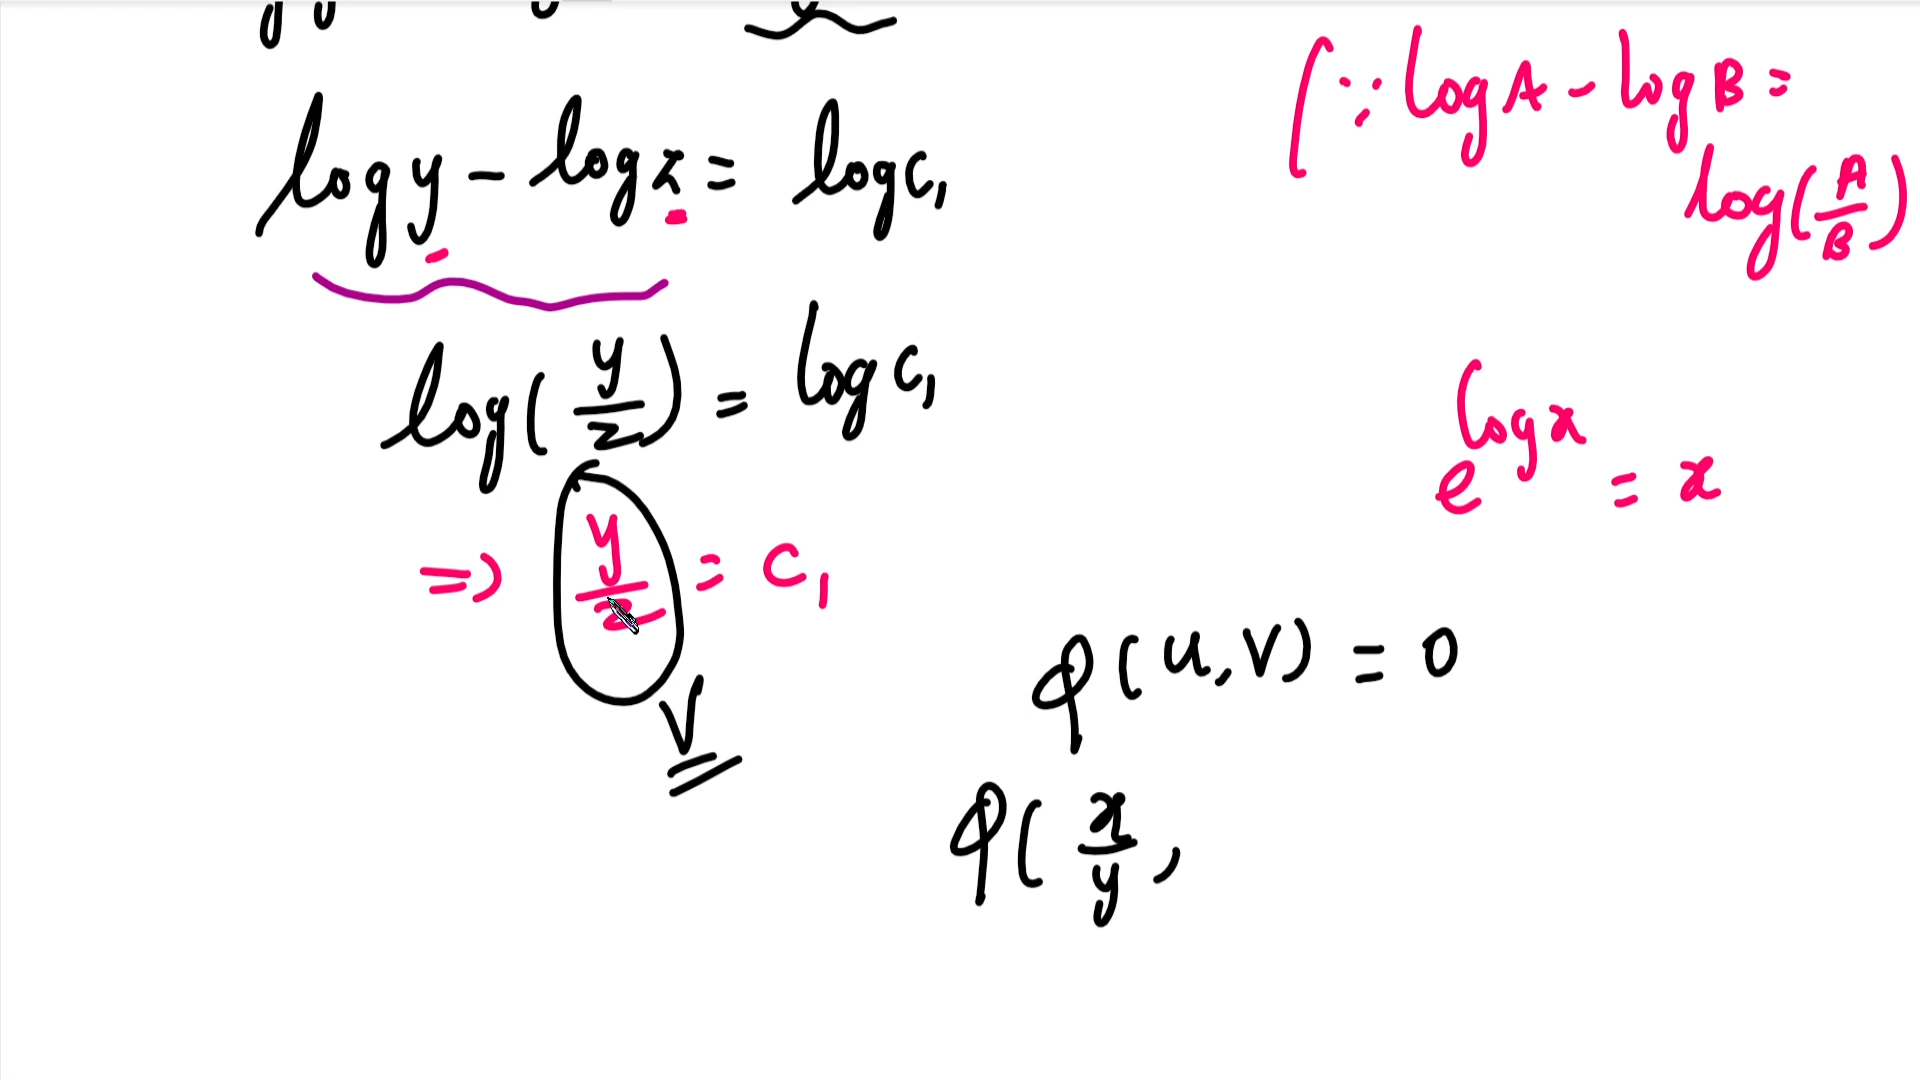 log y - log z = log c₁
(∵ log A - log B =
log(A/B)
log(y/z) = log c₁
e^log x = x
=> y/z = c₁
V
φ(u, v) = 0
φ(x/y,